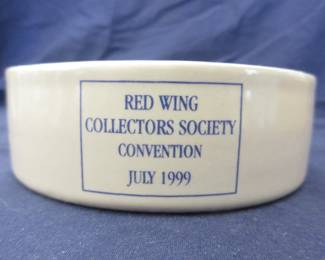 RED WING
COLLECTORS SOCIETY
CONVENTION
JULY 1999